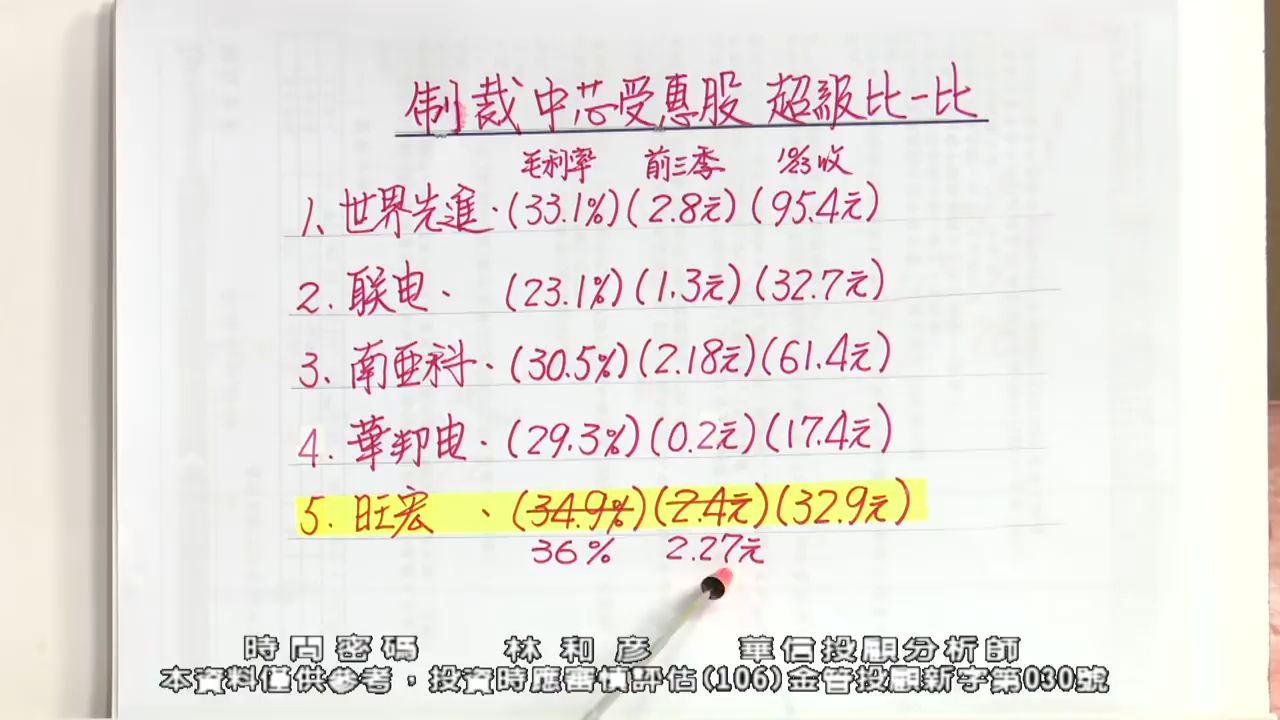 制裁中芯受惠股 超級比一比
毛利率 前三季 10/23收
1、世界先進·(33.1%)(2.8元)(95.4元)
2.联电· (23.1%)(1.3元)(32.7元)
3.南亜科·(30.5%)(2.18元)(61.4元)
4.華邦电·(29.3%)(0.2元)(17.4元)
5.旺宏 、(34.9%)(2.4元)(32.9元)
36% 2.27元
時間密碼 林和彥 華信投顧分析師
本資料僅供參考，投資時應審慎評估(106)金管投顧新字第030號